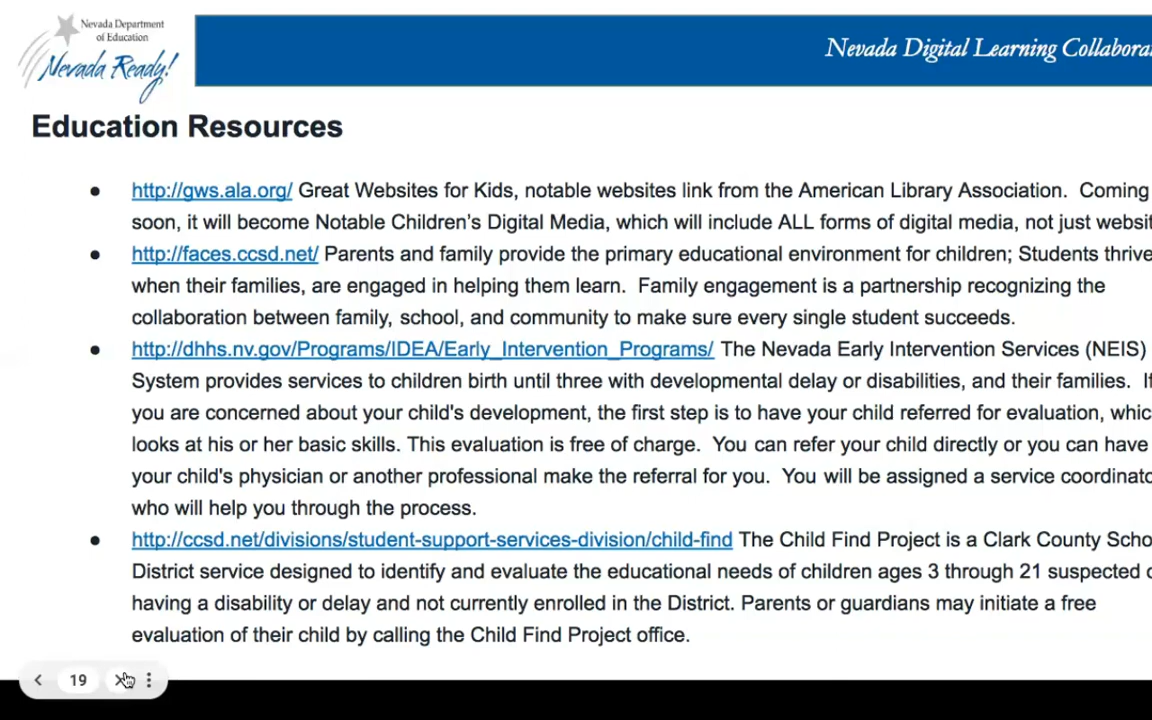 Nevada Department
of Education
Nevada Ready!
Nevada Digital Learning
Education Resources
● http://gws.ala.org/ Great Websites for Kids, notable websites link from the American Library Association. Coming
soon, it will become Notable Children's Digital Media, which will include ALL forms of digital media, not just
● http://faces.ccsd.net/ Parents and family provide the primary educational environment for children; Students thrive
when their families, are engaged in helping them learn. Family engagement is a partnership recognizing the
collaboration between family, school, and community to make sure every single student succeeds.
● http://dhhs.nv.gov/Programs/IDEA/Early_Intervention_Programs/ The Nevada Early Intervention Services (NEIS)
System provides services to children birth until three with developmental delay or disabilities, and their families. If
you are concerned about your child's development, the first step is to have your child referred for evaluation,
looks at his or her basic skills. This evaluation is free of charge. You can refer your child directly or you can have
your child's physician or another professional make the referral for you. You will be assigned a service
who will help you through the process.
● http://ccsd.net/divisions/student-support-services-division/child-find The Child Find Project is a Clark County
District service designed to identify and evaluate the educational needs of children ages 3 through 21 suspected
having a disability or delay and not currently enrolled in the District. Parents or guardians may initiate a free
evaluation of their child by calling the Child Find Project office.
19